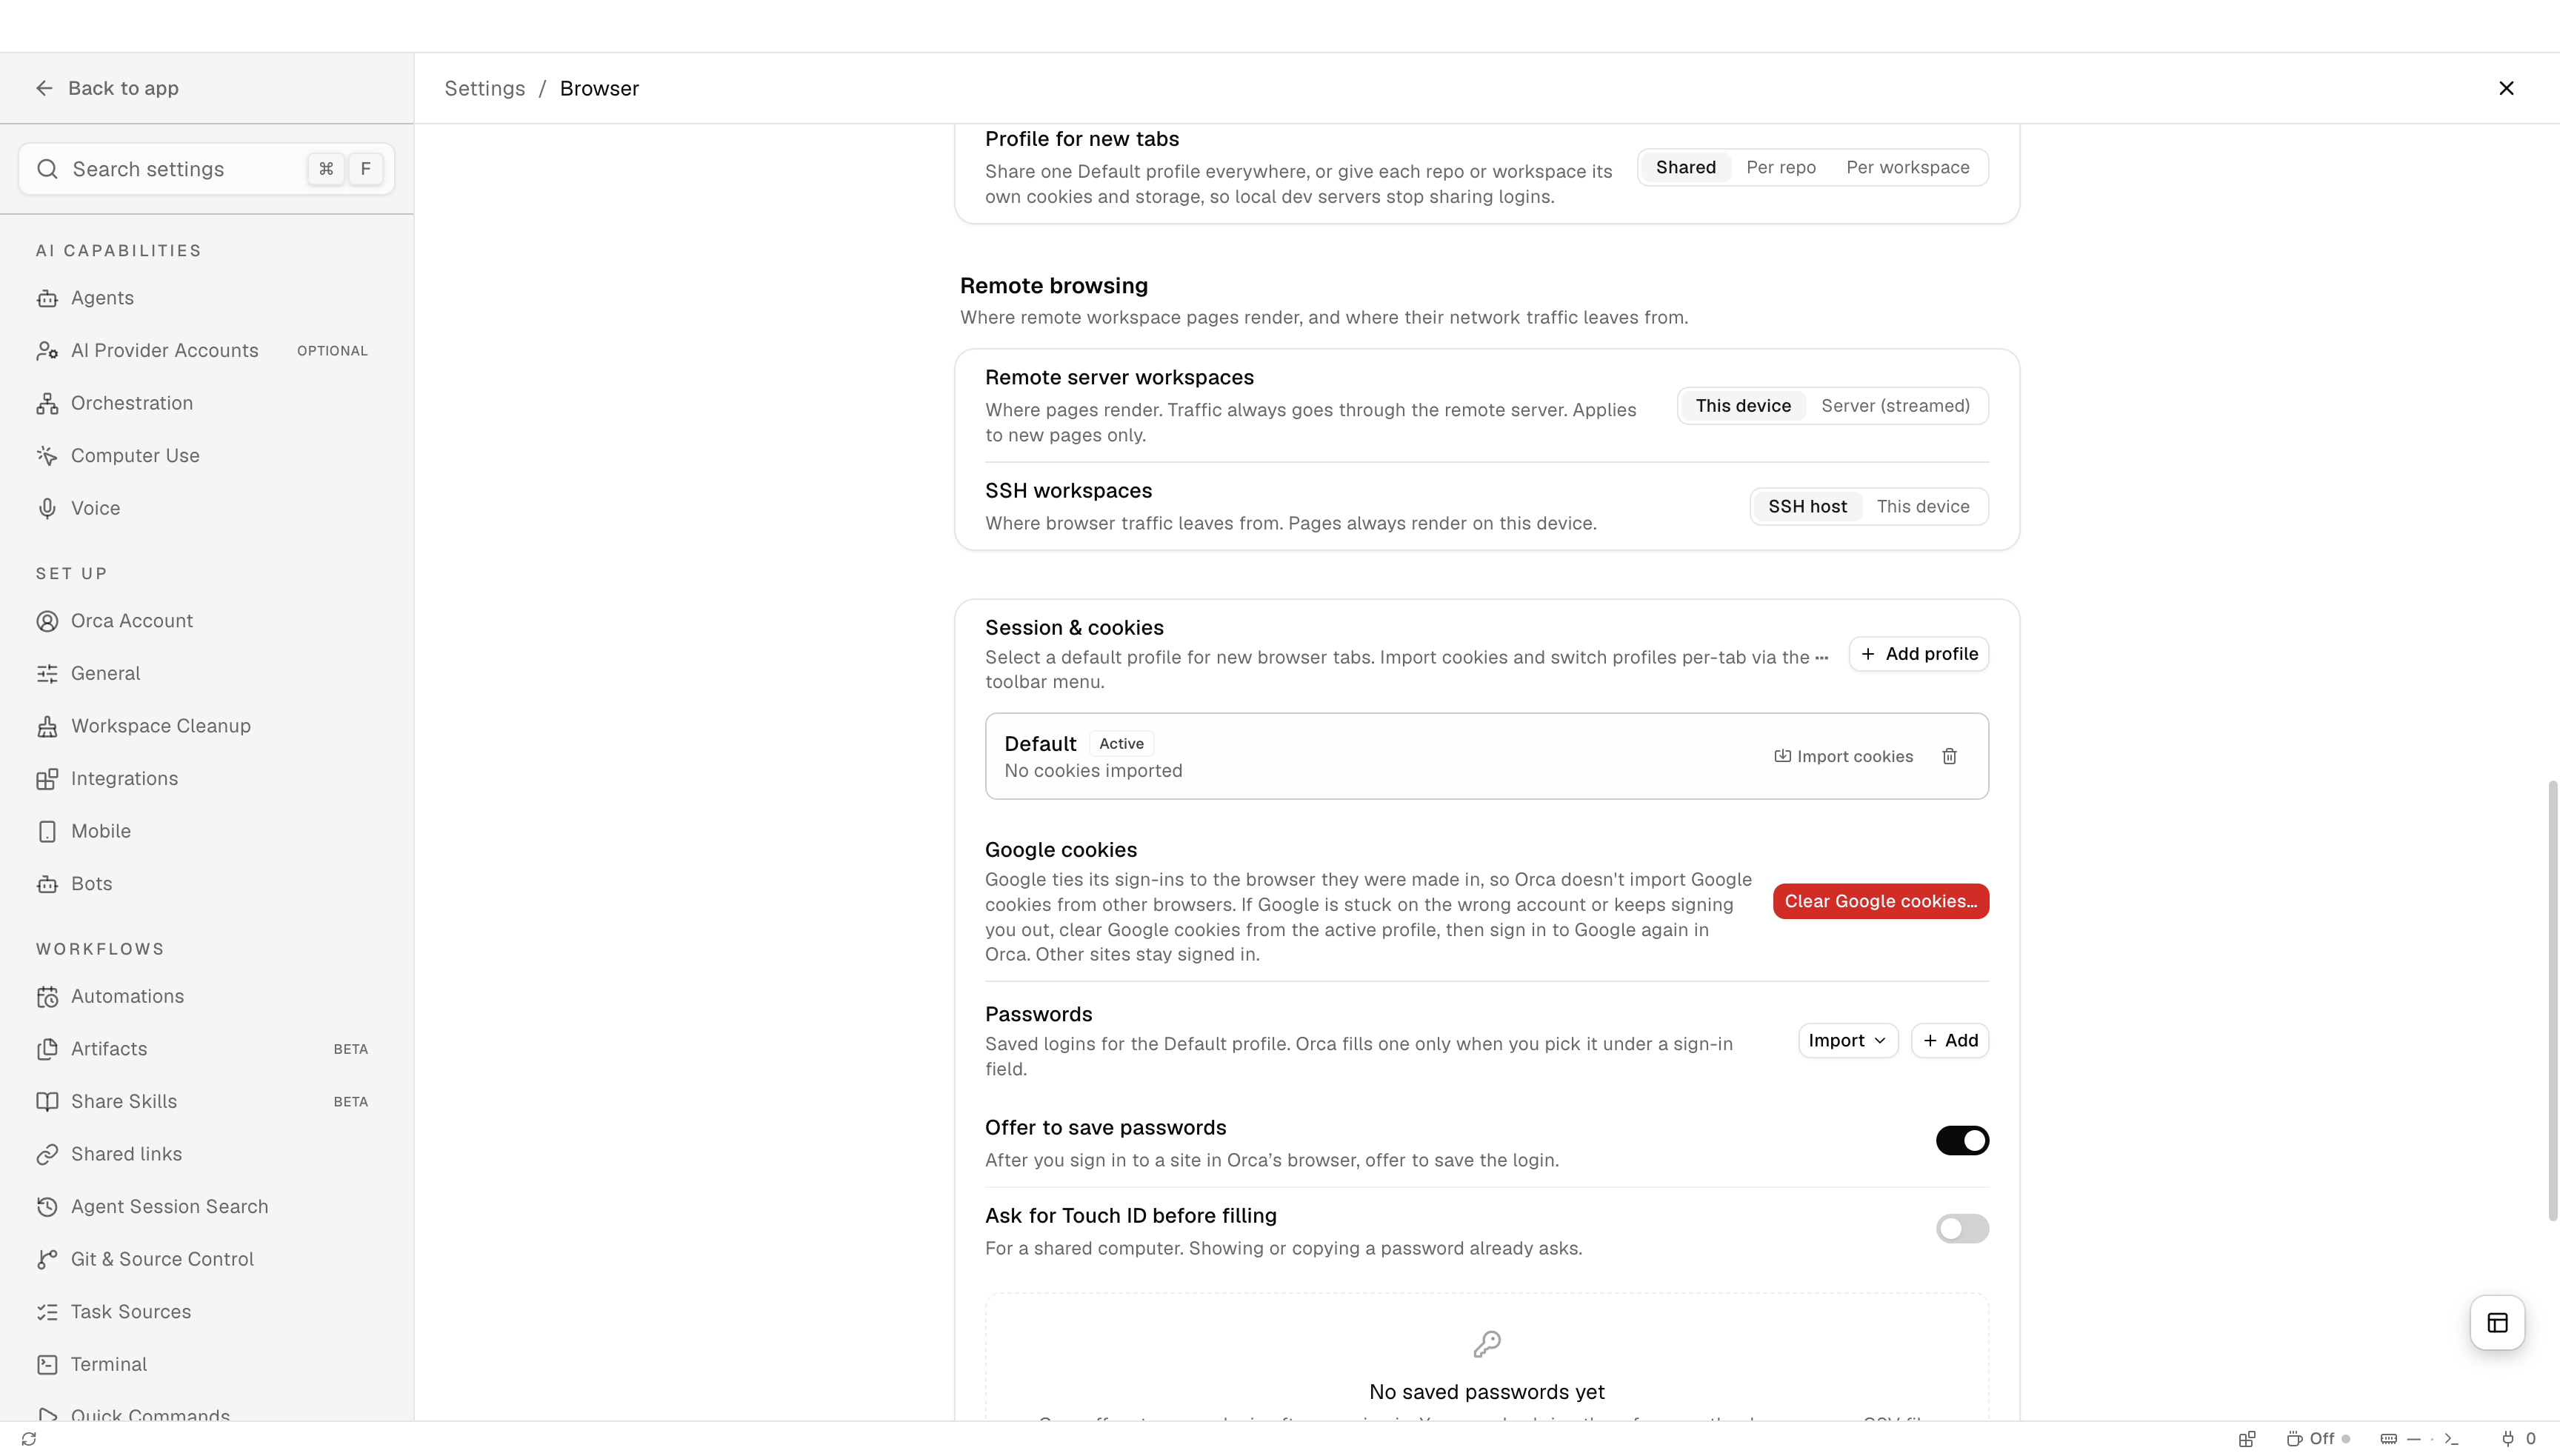 Back to app
Settings / Browser
Search settings ⌘ F
AI CAPABILITIES
Agents
AI Provider Accounts OPTIONAL
Orchestration
Computer Use
Voice
SET UP
Orca Account
General
Workspace Cleanup
Integrations
Mobile
Bots
WORKFLOWS
Automations
Artifacts BETA
Share Skills BETA
Shared links
Agent Session Search
Git & Source Control
Task Sources
Terminal
Quick Commands
Profile for new tabs
Share one Default profile everywhere, or give each repo or workspace its
own cookies and storage, so local dev servers stop sharing logins.
Shared Per repo Per workspace
Remote browsing
Where remote workspace pages render, and where their network traffic leaves from.
Remote server workspaces
Where pages render. Traffic always goes through the remote server. Applies
to new pages only.
This device Server (streamed)
SSH workspaces
Where browser traffic leaves from. Pages always render on this device.
SSH host This device
Session & cookies
Select a default profile for new browser tabs. Import cookies and switch profiles per-tab via the ···
toolbar menu.
+ Add profile
Default Active
No cookies imported
Import cookies
Google cookies
Google ties its sign-ins to the browser they were made in, so Orca doesn't import Google
cookies from other browsers. If Google is stuck on the wrong account or keeps signing
you out, clear Google cookies from the active profile, then sign in to Google again in
Orca. Other sites stay signed in.
Clear Google cookies…
Passwords
Saved logins for the Default profile. Orca fills one only when you pick it under a sign-in
field.
Import
+ Add
Offer to save passwords
After you sign in to a site in Orca’s browser, offer to save the login.
Ask for Touch ID before filling
For a shared computer. Showing or copying a password already asks.
No saved passwords yet
Off
0